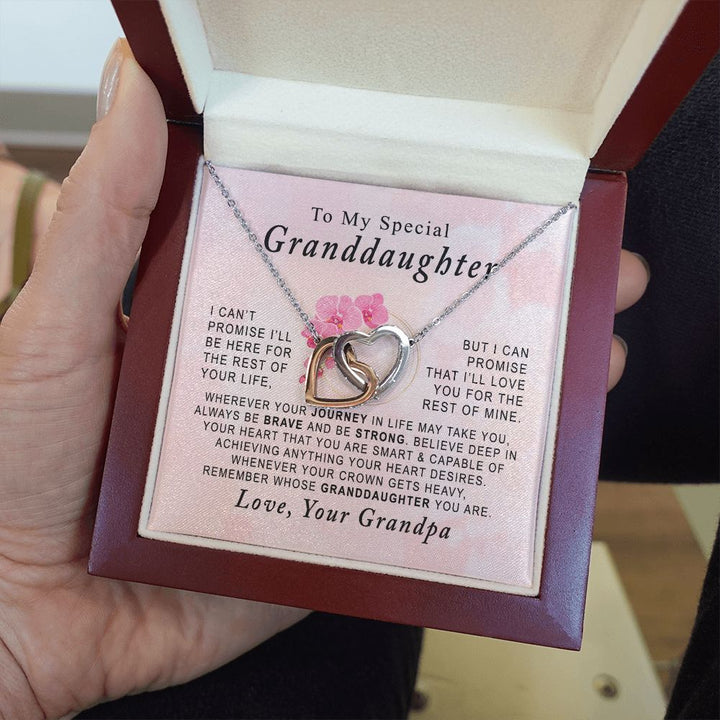 To My Special
Granddaughter
I CAN'T
PROMISE I'LL
BE HERE FOR
THE REST OF
YOUR LIFE,
BUT I CAN
PROMISE
THAT I'LL LOVE
YOU FOR THE
REST OF MINE.
WHEREVER YOUR JOURNEY IN LIFE MAY TAKE YOU,
ALWAYS BE BRAVE AND BE STRONG. BELIEVE DEEP IN
YOUR HEART THAT YOU ARE SMART & CAPABLE OF
ACHIEVING ANYTHING YOUR HEART DESIRES.
WHENEVER YOUR CROWN GETS HEAVY,
REMEMBER WHOSE GRANDDAUGHTER YOU ARE.
Love, Your Grandpa